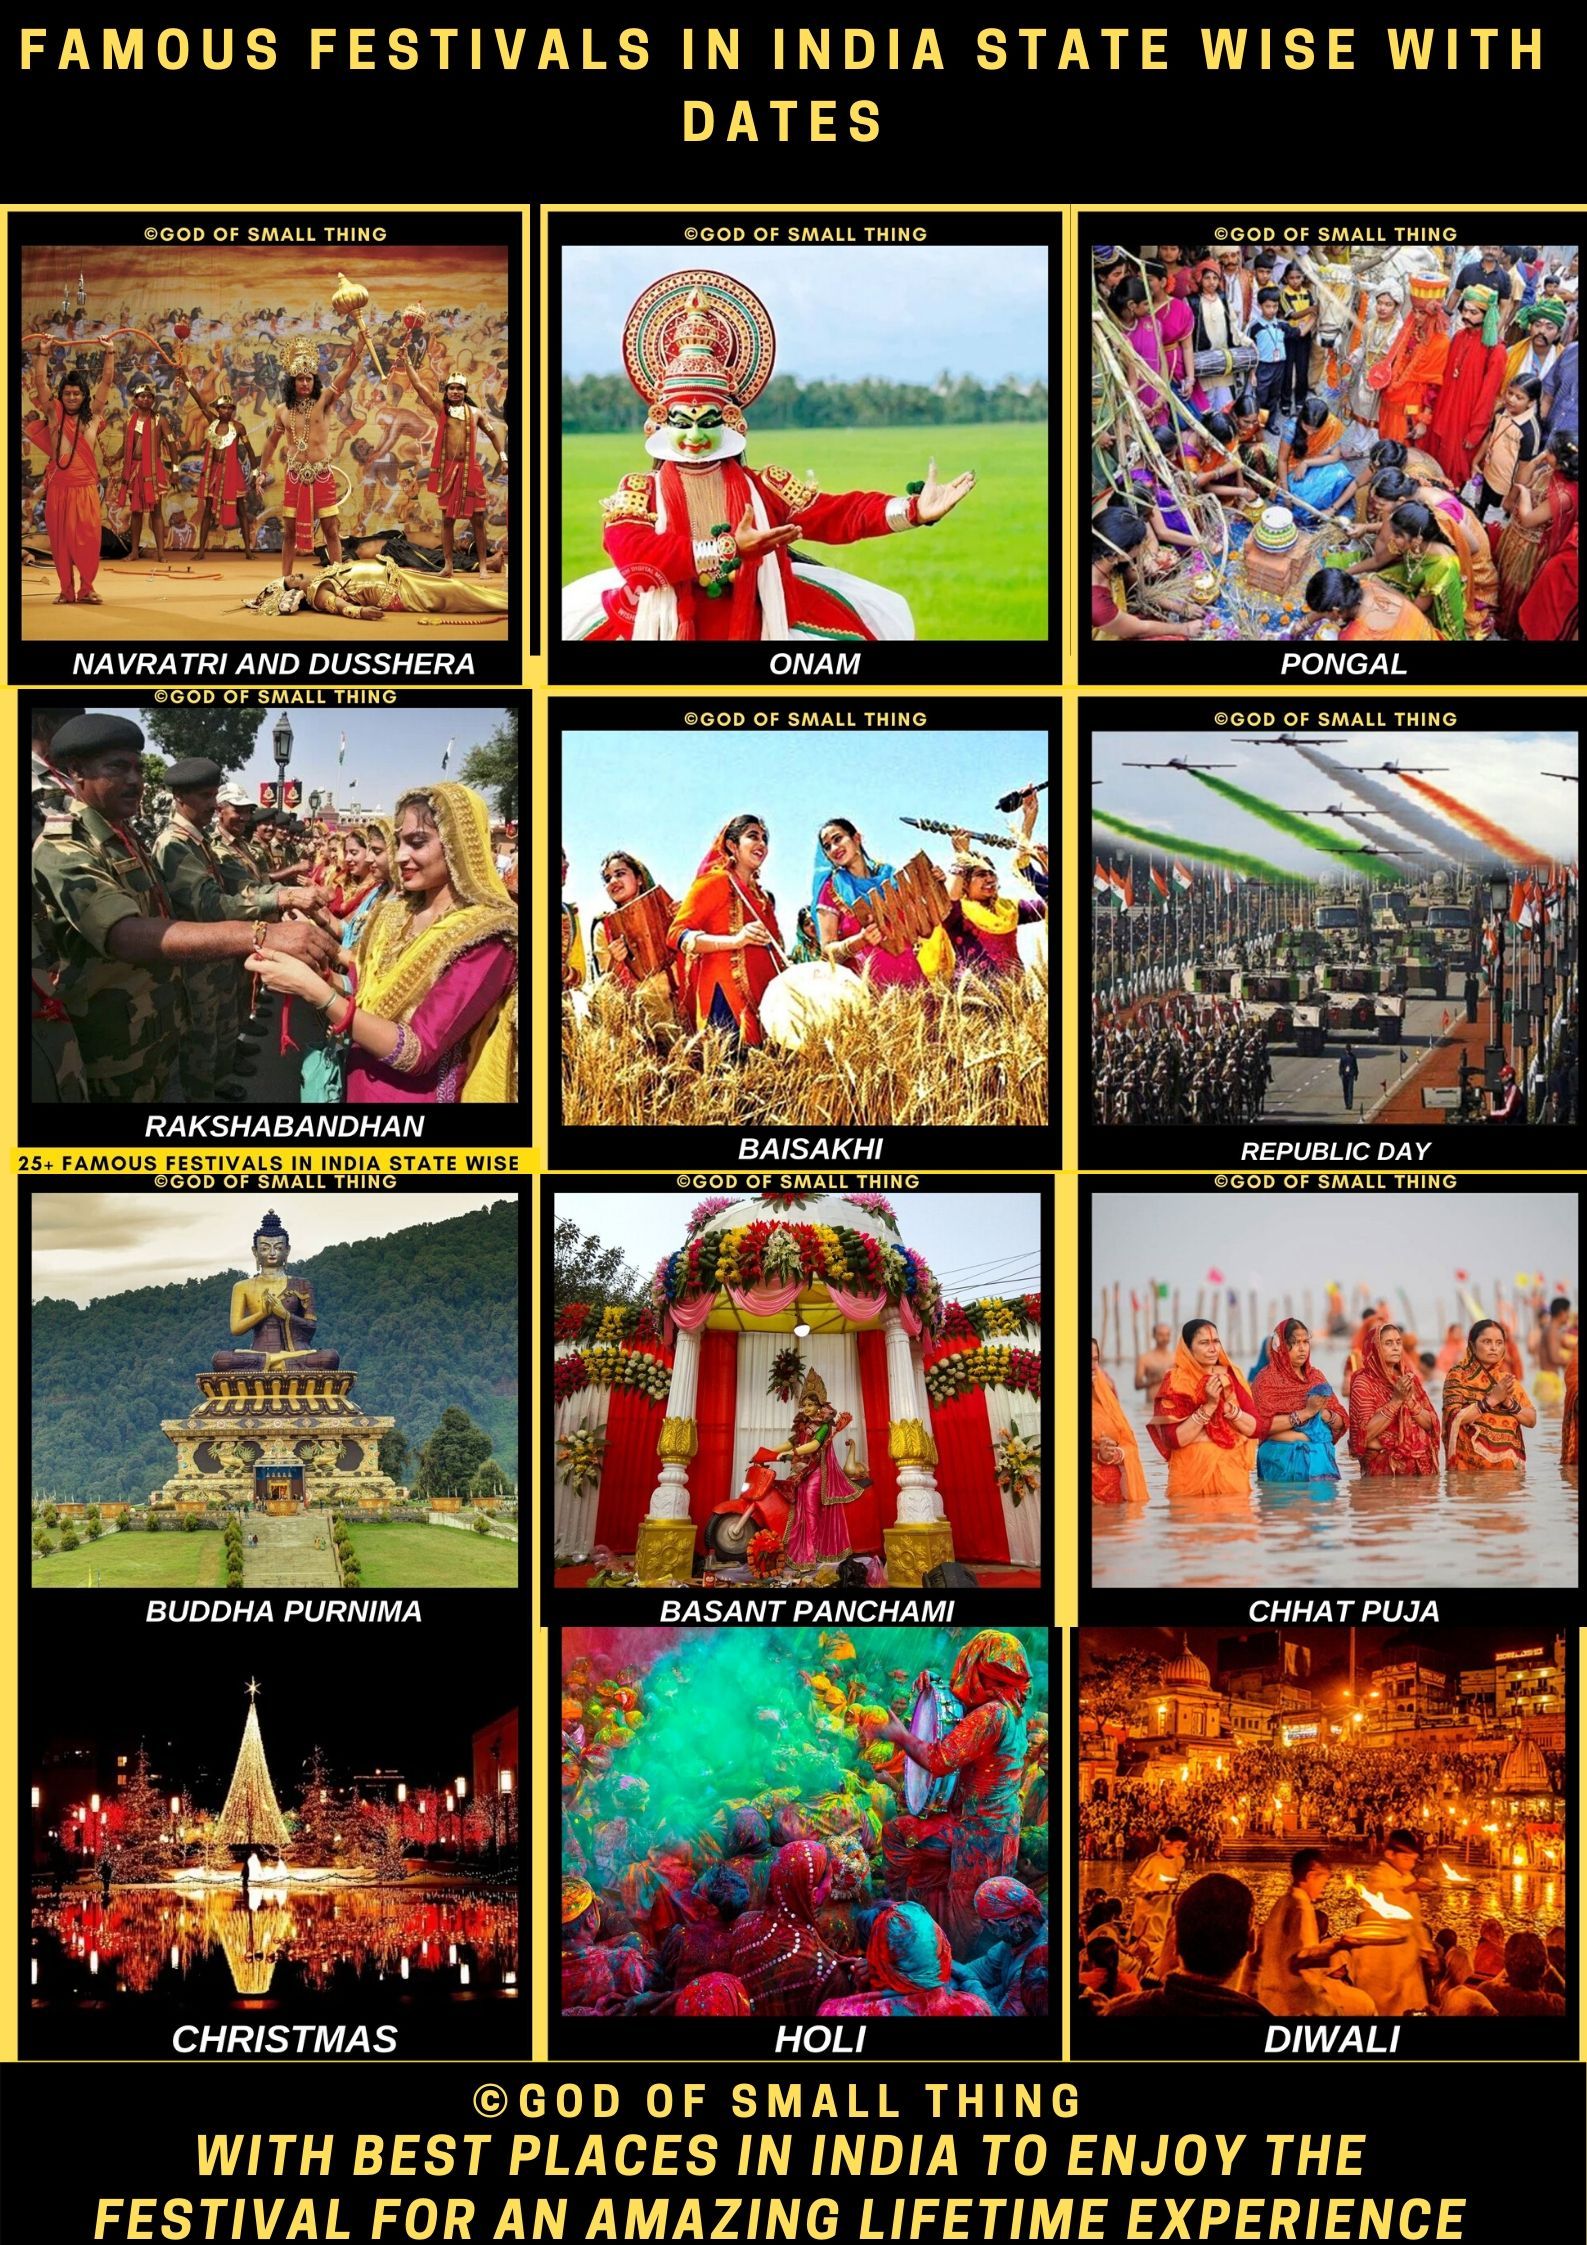 FAMOUS FESTIVALS IN INDIA STATE WISE WITH
DATES
©GOD OF SMALL THING
©GOD OF SMALL THING
©GOD OF SMALL THING
NAVRATRI AND DUSSHERA
ONAM
PONGAL
©GOD OF SMALL THING
©GOD OF SMALL THING
©GOD OF SMALL THING
RAKSHABANDHAN
BAISAKHI
REPUBLIC DAY
25+ FAMOUS FESTIVALS IN INDIA STATE WISE
©GOD OF SMALL THING
©GOD OF SMALL THING
©GOD OF SMALL THING
BUDDHA PURNIMA
BASANT PANCHAMI
CHHAT PUJA
CHRISTMAS
HOLI
DIWALI
©GOD OF SMALL THING
WITH BEST PLACES IN INDIA TO ENJOY THE
FESTIVAL FOR AN AMAZING LIFETIME EXPERIENCE